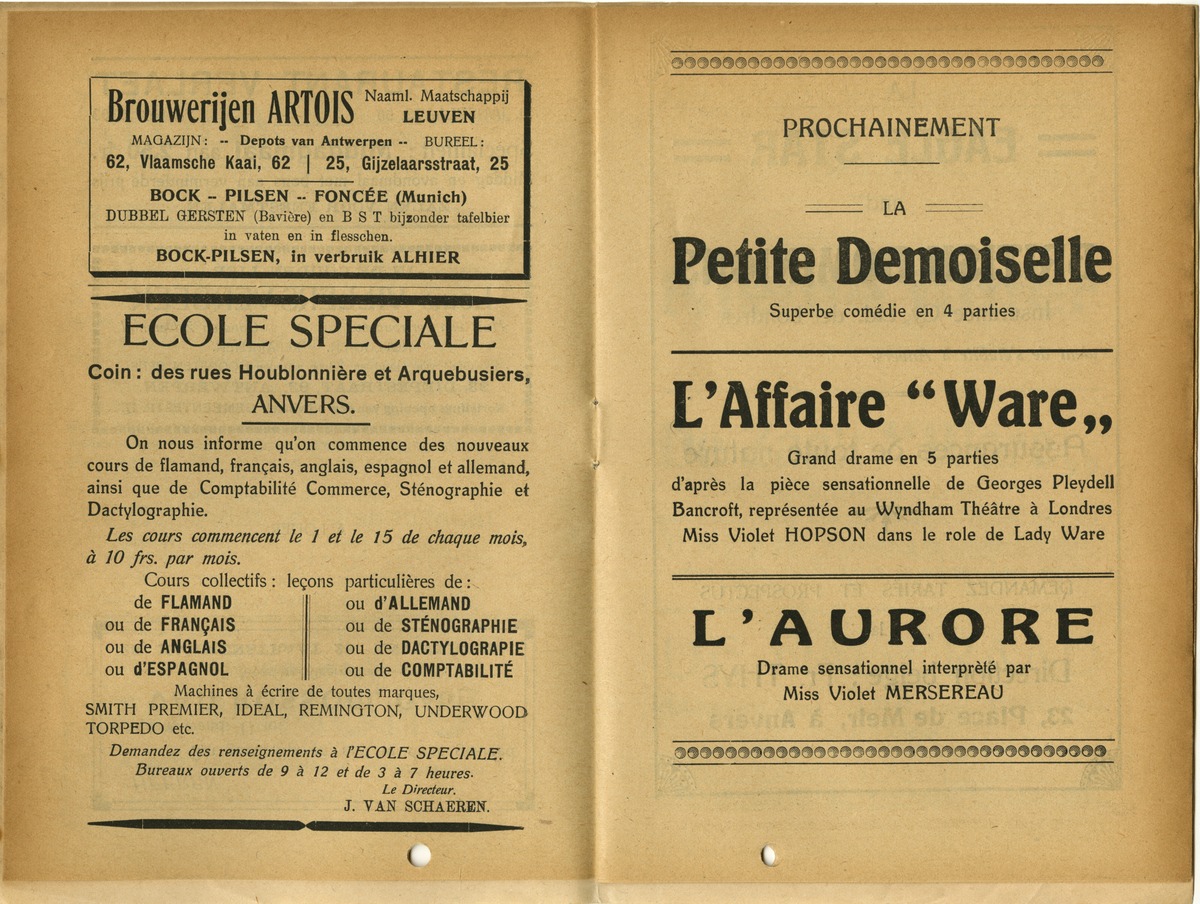 Brouwerijen ARTOIS Naaml. Maatschappij
LEUVEN
MAGAZIJN: -- Depots van Antwerpen -- BUREEL:
62, Vlaamsche Kaai, 62 | 25, Gijzelaarsstraat, 25
BOCK -- PILSEN -- FONCÉE (Munich)
DUBBEL GERSTEN (Bavière) en B S T bijzonder tafelbier
in vaten en in flesschen.
BOCK-PILSEN, in verbruik ALHIER
ECOLE SPECIALE
Coin: des rues Houblonnière et Arquebusiers,
ANVERS.
On nous informe qu'on commence des nouveaux
cours de flamand, français, anglais, espagnol et allemand,
ainsi que de Comptabilité Commerce, Sténographie et
Dactylographie.
Les cours commencent le 1 et le 15 de chaque mois,
à 10 frs. par mois.
Cours collectifs: leçons particulières de:
de FLAMAND ou d'ALLEMAND
ou de FRANÇAIS ou de STÉNOGRAPHIE
ou de ANGLAIS ou de DACTYLOGRAPIE
ou d'ESPAGNOL ou de COMPTABILITÉ
Machines à écrire de toutes marques,
SMITH PREMIER, IDEAL, REMINGTON, UNDERWOOD
TORPEDO etc.
Demandez des renseignements à l'ECOLE SPECIALE.
Bureaux ouverts de 9 à 12 et de 3 à 7 heures.
Le Directeur.
J. VAN SCHAEREN.
PROCHAINEMENT
LA
Petite Demoiselle
Superbe comédie en 4 parties
L'Affaire “Ware„
Grand drame en 5 parties
d'après la pièce sensationnelle de Georges Pleydell
Bancroft, représentée au Wyndham Théâtre à Londres
Miss Violet HOPSON dans le role de Lady Ware
L'AURORE
Drame sensationnel interprèté par
Miss Violet MERSEREAU